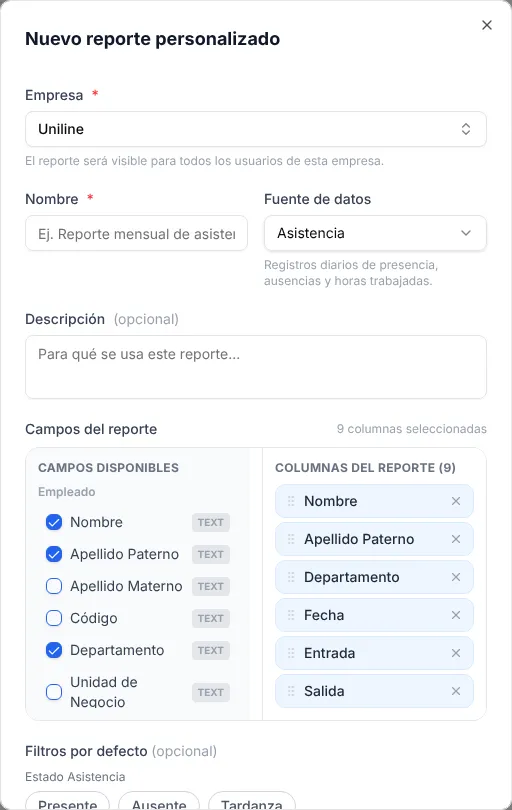 Nuevo reporte personalizado
Empresa *
Uniline
El reporte será visible para todos los usuarios de esta empresa.
Nombre *
Ej. Reporte mensual de asister
Fuente de datos
Asistencia
Registros diarios de presencia,
ausencias y horas trabajadas.
Descripción (opcional)
Para qué se usa este reporte...
Campos del reporte
9 columnas seleccionadas
CAMPOS DISPONIBLES
Empleado
Nombre TEXT
Apellido Paterno TEXT
Apellido Materno TEXT
Código TEXT
Departamento TEXT
Unidad de
Negocio TEXT
COLUMNAS DEL REPORTE (9)
Nombre
Apellido Paterno
Departamento
Fecha
Entrada
Salida
Filtros por defecto (opcional)
Estado Asistencia
Presente Ausente Tardanza